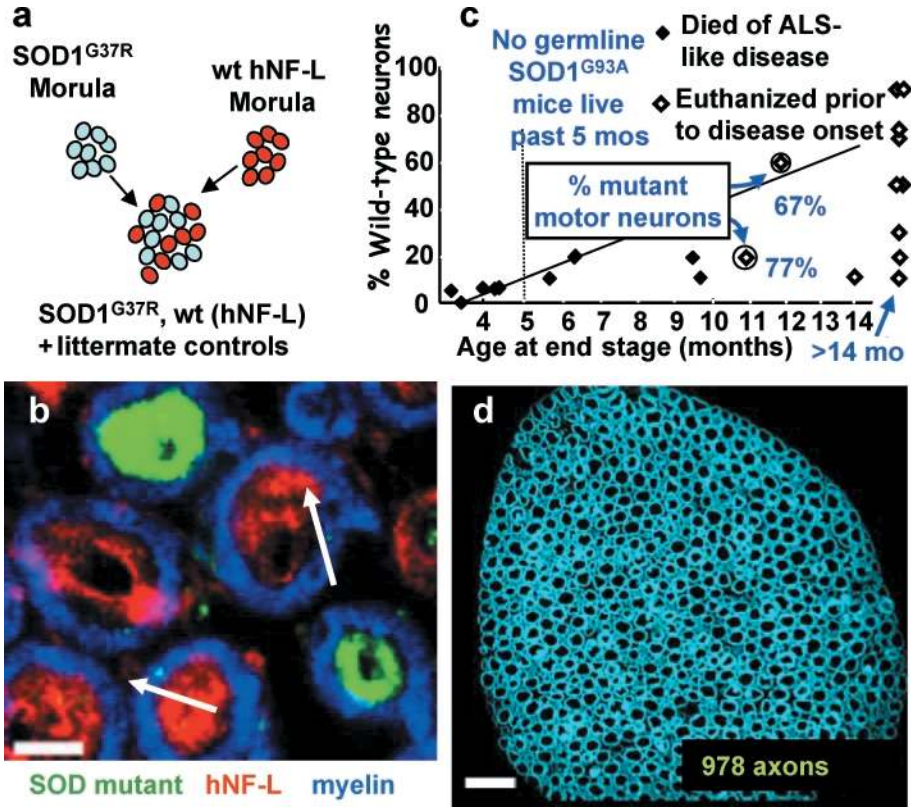 a
SOD1G37R
Morula
wt hNF-L
Morula
SOD1G37R, wt (hNF-L)
+ littermate controls
c
No germline
SOD1G93A
mice live
past 5 mos
Died of ALS-
like disease
Euthanized prior
to disease onset
% Wild-type neurons
100
80
60
40
20
0
% mutant
motor neurons
67%
77%
4 5 6 7 8 9 10 11 12 13 14
Age at end stage (months)
>14 mo
b
SOD mutant hNF-L myelin
d
978 axons